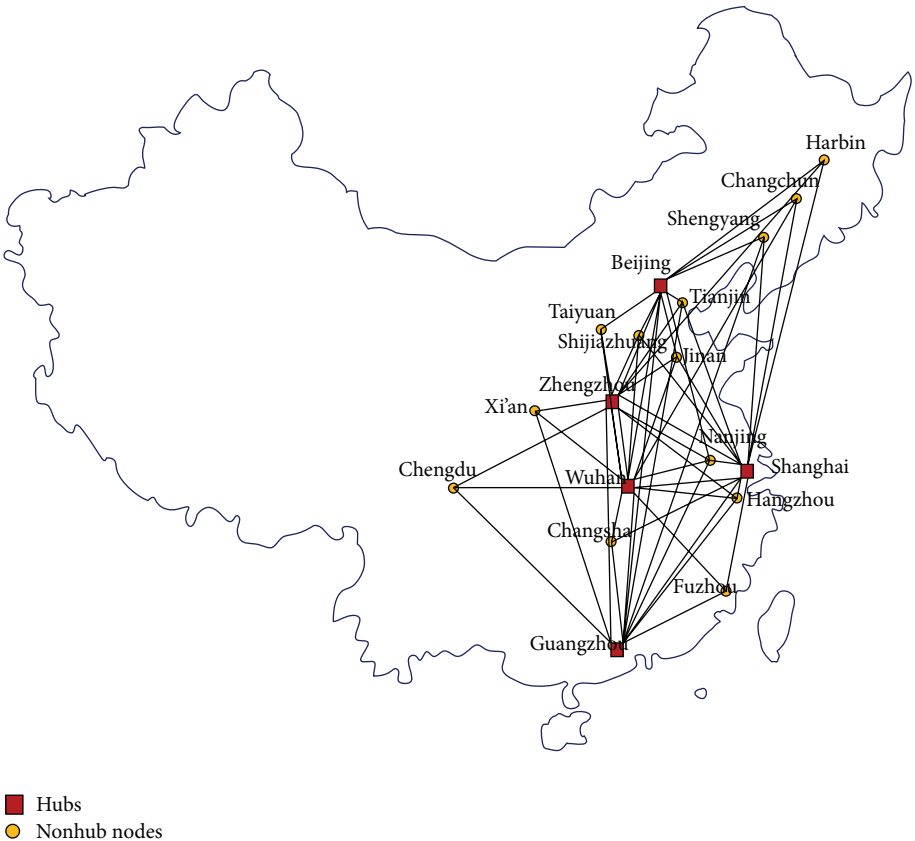 Harbin
Changchun
Shengyang
Beijing
Tianjin
Taiyuan
Shijiazhuang
Jinan
Zhengzhou
Xi'an
Nanjing
Chengdu
Wuhan
Shanghai
Hangzhou
Changsha
Fuzhou
Guangzhou
Hubs
Nonhub nodes